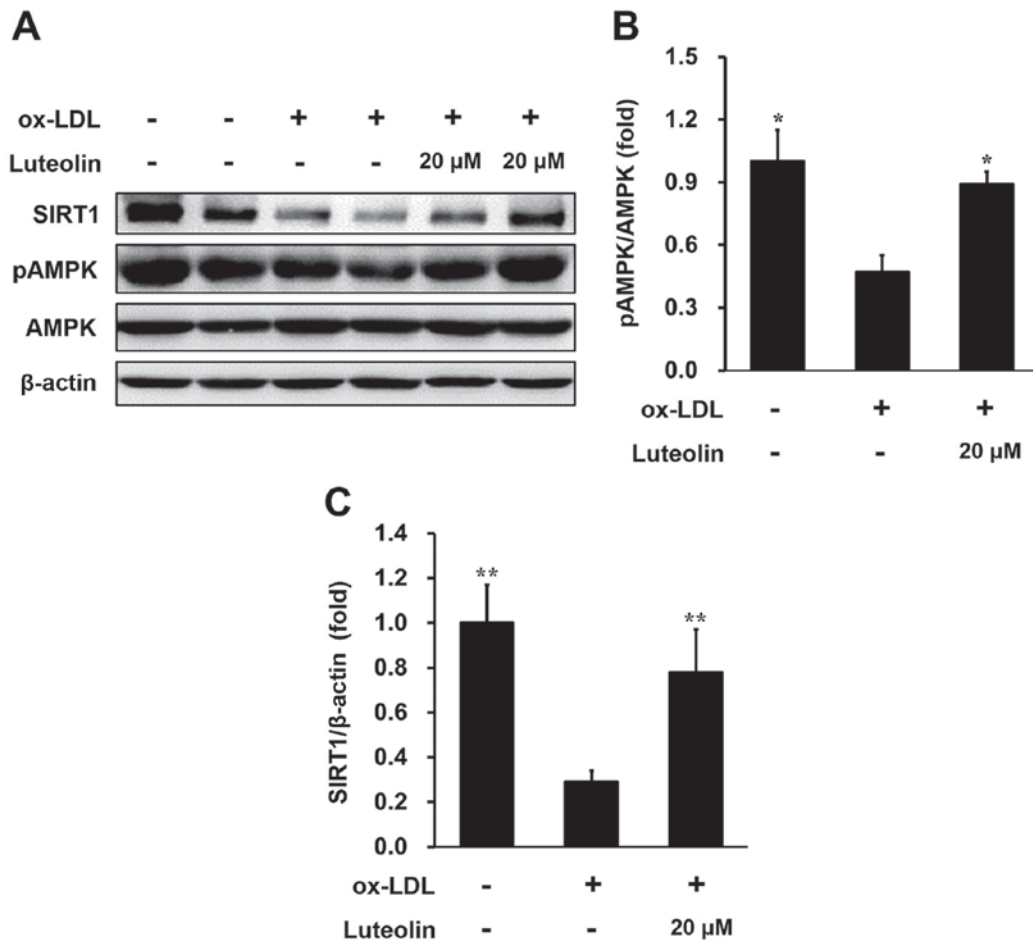 A
ox-LDL - - + + + +
Luteolin - - - - 20 µM 20 µM
SIRT1
pAMPK
AMPK
β-actin
B
pAMPK/AMPK (fold)
1.5
1.2
0.9
0.6
0.3
0.0
* *
ox-LDL - + +
Luteolin - - 20 µM
C
SIRT1/β-actin (fold)
1.4
1.2
1.0
0.8
0.6
0.4
0.2
0.0
** **
ox-LDL - + +
Luteolin - - 20 µM